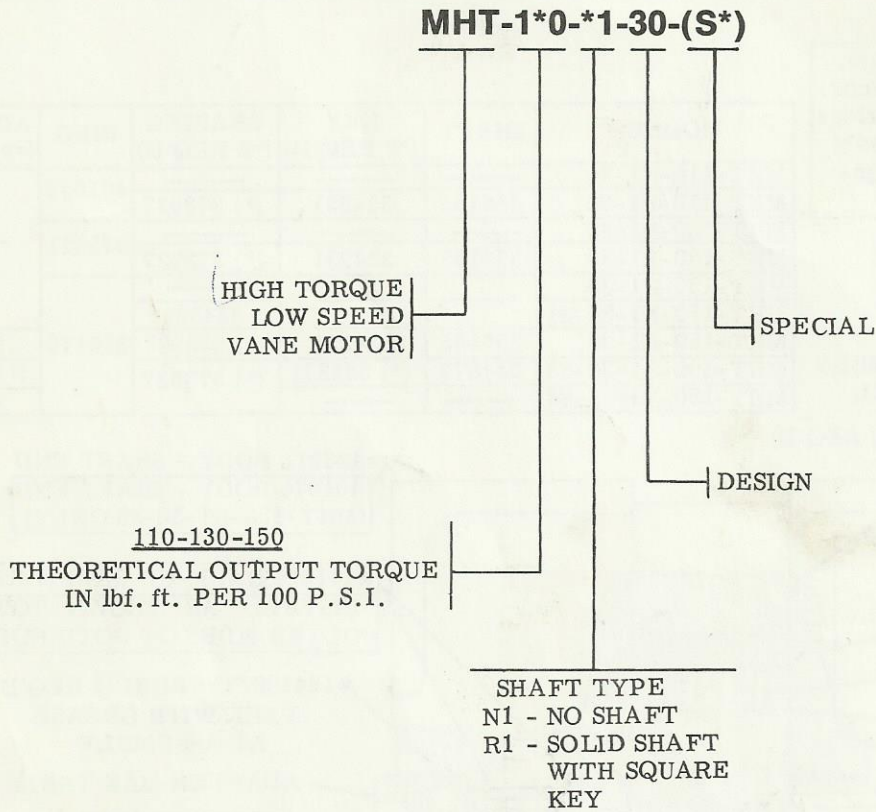 MHT-1*0-*1-30-(S*)
HIGH TORQUE
LOW SPEED
VANE MOTOR
SPECIAL
DESIGN
110-130-150
THEORETICAL OUTPUT TORQUE
IN lbf. ft. PER 100 P.S.I.
SHAFT TYPE
N1 - NO SHAFT
R1 - SOLID SHAFT
WITH SQUARE
KEY